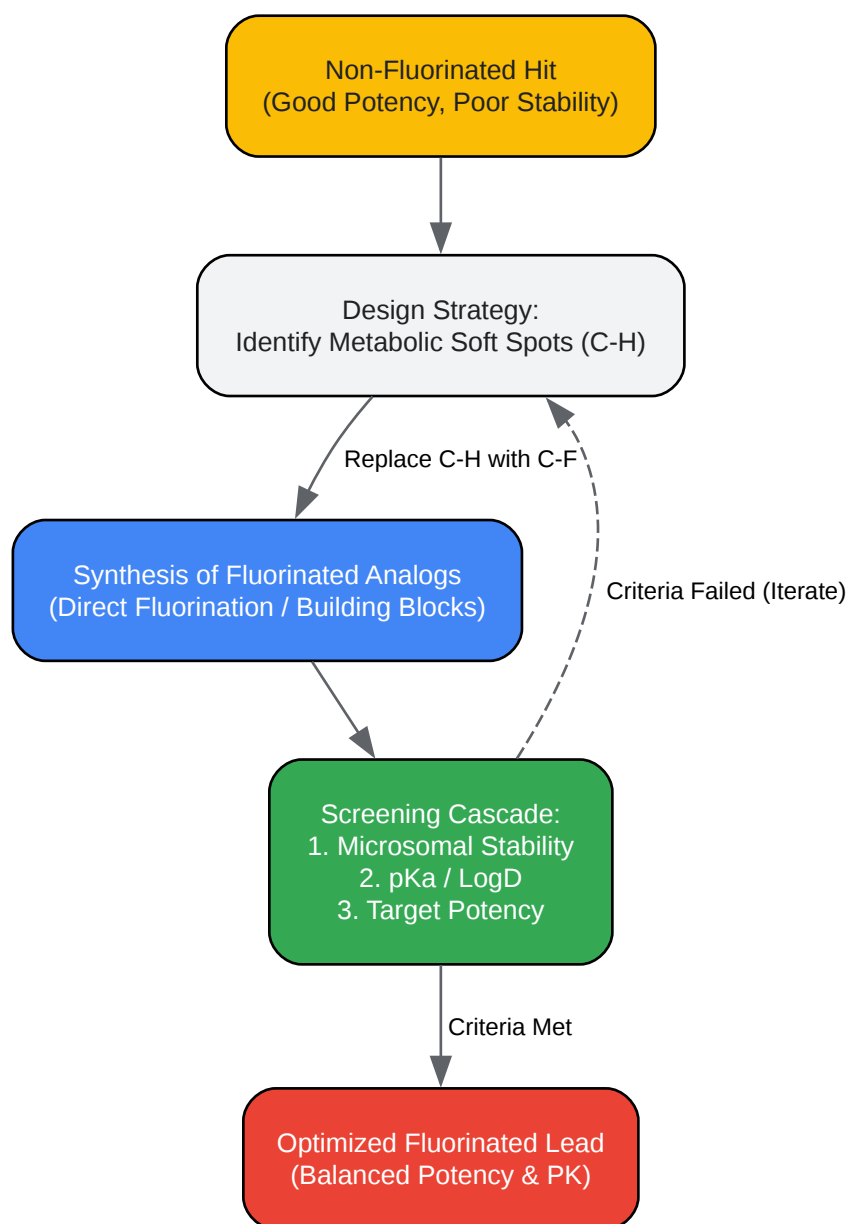 Non-Fluorinated Hit
(Good Potency, Poor Stability)
Design Strategy:
Identify Metabolic Soft Spots (C-H)
Replace C-H with C-F
Synthesis of Fluorinated Analogs
(Direct Fluorination / Building Blocks)
Criteria Failed (Iterate)
Screening Cascade:
1. Microsomal Stability
2. pKa / LogD
3. Target Potency
Criteria Met
Optimized Fluorinated Lead
(Balanced Potency & PK)